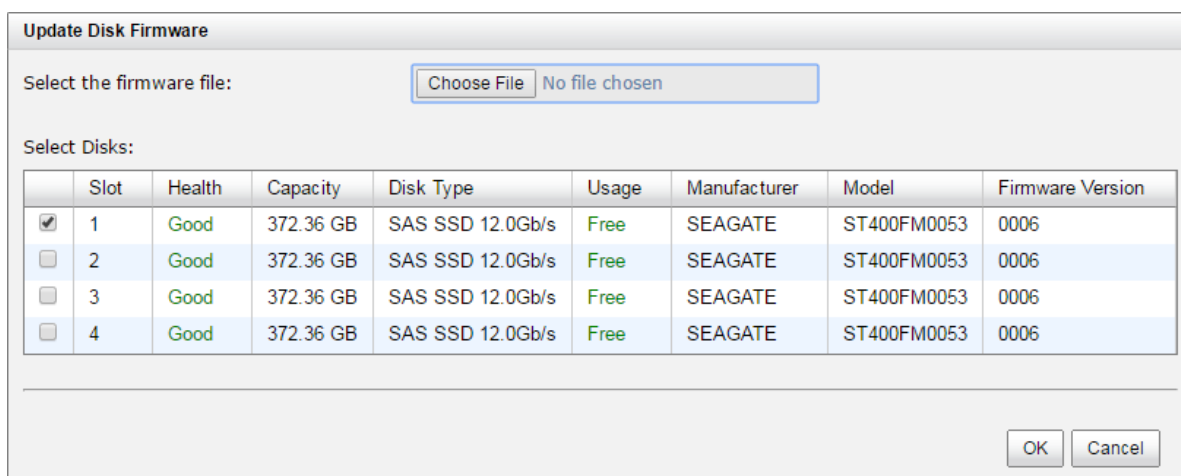 Update Disk Firmware
Select the firmware file: Choose File No file chosen
Select Disks:
Slot Health Capacity Disk Type Usage Manufacturer Model Firmware Version
1 Good 372.36 GB SAS SSD 12.0Gb/s Free SEAGATE ST400FM0053 0006
2 Good 372.36 GB SAS SSD 12.0Gb/s Free SEAGATE ST400FM0053 0006
3 Good 372.36 GB SAS SSD 12.0Gb/s Free SEAGATE ST400FM0053 0006
4 Good 372.36 GB SAS SSD 12.0Gb/s Free SEAGATE ST400FM0053 0006
OK Cancel